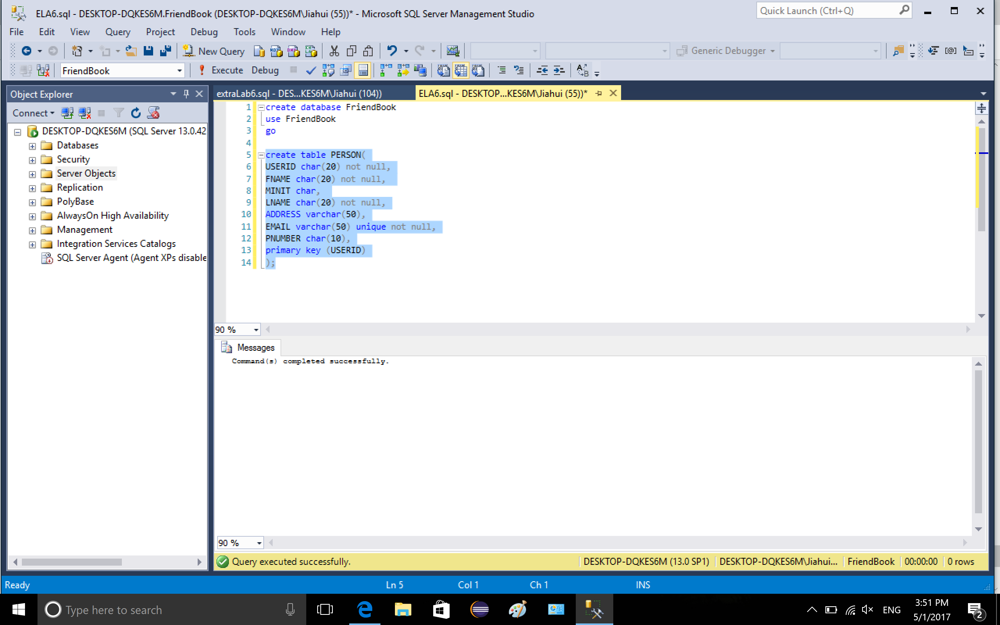 ELA6.sql - DESKTOP-DQKES6M.FriendBook (DESKTOP-DQKES6M\Jiahui (55))* - Microsoft SQL Server Management Studio
Quick Launch (Ctrl+Q)
File Edit View Query Project Debug Tools Window Help
New Query
Generic Debugger
FriendBook
Execute Debug
Object Explorer
extraLab6.sql - DES...KES6M\Jiahui (104))
ELA6.sql - DESKTOP...KES6M\Jiahui (55))*
Connect
DESKTOP-DQKES6M (SQL Server 13.0.42
Databases
Security
Server Objects
Replication
PolyBase
AlwaysOn High Availability
Management
Integration Services Catalogs
SQL Server Agent (Agent XPs disable
1 create database FriendBook
2 use FriendBook
3 go
4
5 create table PERSON(
6 USERID char(20) not null,
7 FNAME char(20) not null,
8 MINIT char,
9 LNAME char(20) not null,
10 ADDRESS varchar(50),
11 EMAIL varchar(50) unique not null,
12 PNUMBER char(10),
13 primary key (USERID)
14 );
90 %
Messages
Command(s) completed successfully.
90 %
Query executed successfully.
DESKTOP-DQKES6M (13.0 SP1) DESKTOP-DQKES6M\Jiahui... FriendBook 00:00:00 0 rows
Ready Ln 5 Col 1 Ch 1 INS
Type here to search
ENG
3:51 PM
5/1/2017
2